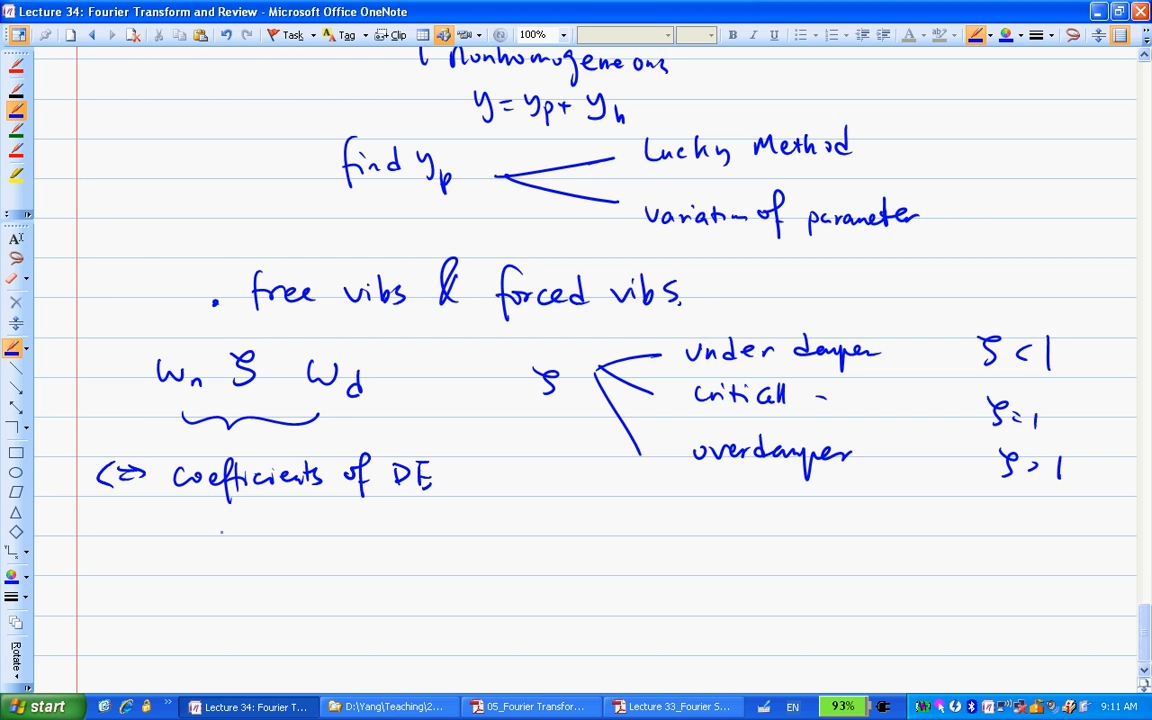 Lecture 34: Fourier Transform and Review - Microsoft Office OneNote
Task
Tag
Clip
100%
B I U
Nonhomogeneous
y = yp + yh
find yp
Lucky Method
variation of parameter
. free vibs & forced vibs.
ωn ζ ωd
ζ
under damper ζ < 1
criticall - ζ = 1
overdamper ζ > 1
<=> coefficients of DE
Rotate
start
Lecture 34: Fourier T...
D:\Yang\Teaching\2...
05_Fourier Transfor...
Lecture 33_Fourier S...
EN
93%
9:11 AM